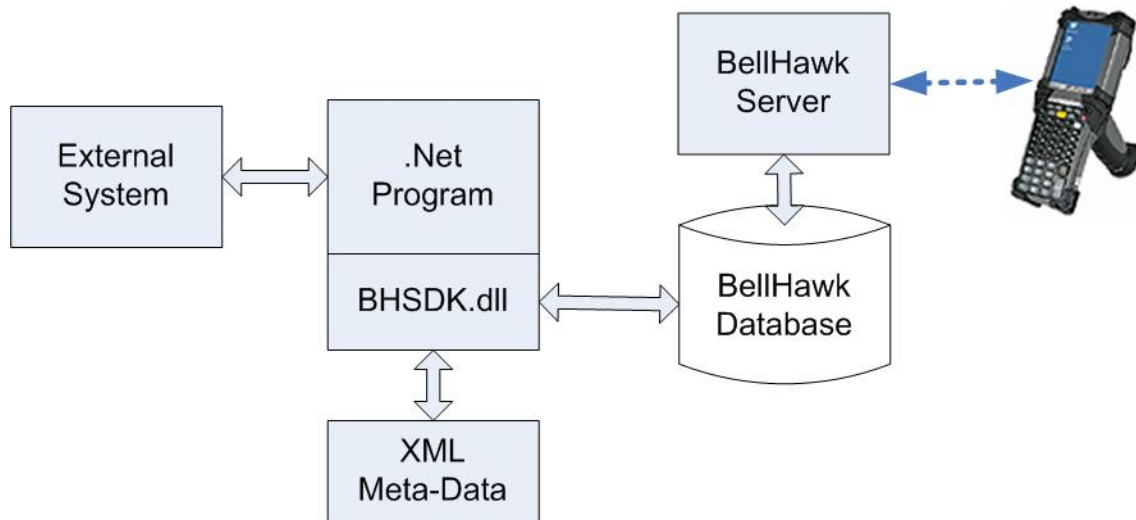 External
System
.Net
Program
BHSDK.dll
XML
Meta-Data
BellHawk
Server
BellHawk
Database